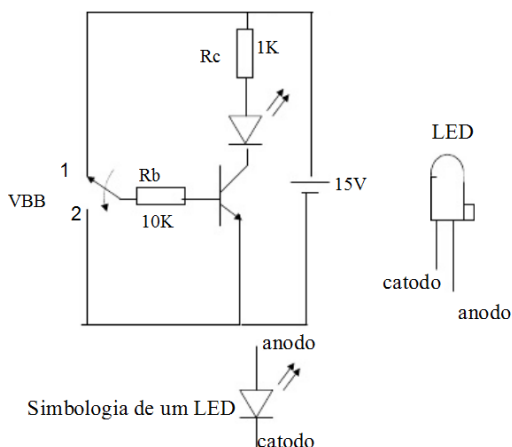 Rc
1K
LED
1
Rb
VBB
15V
2
10K
catodo
anodo
anodo
Simbologia de um LED
catodo